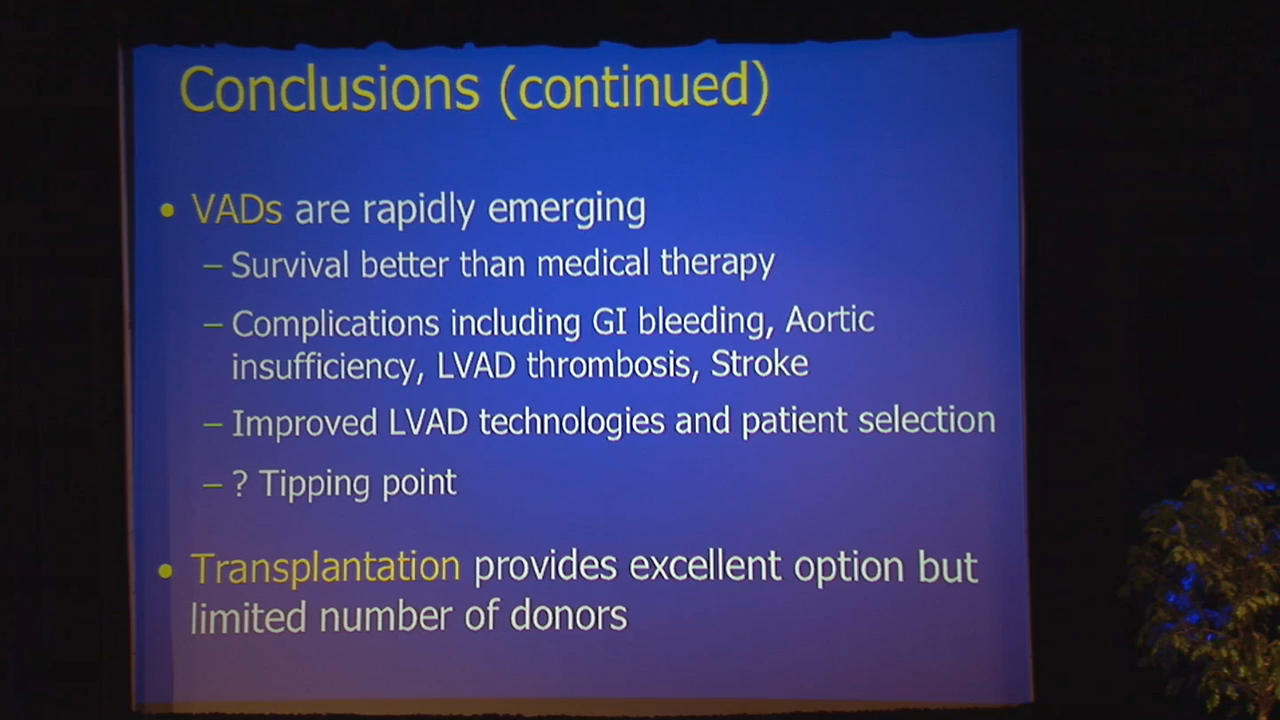 Conclusions (continued)
• VADs are rapidly emerging
– Survival better than medical therapy
– Complications including GI bleeding, Aortic
insufficiency, LVAD thrombosis, Stroke
– Improved LVAD technologies and patient selection
– ? Tipping point
• Transplantation provides excellent option but
limited number of donors